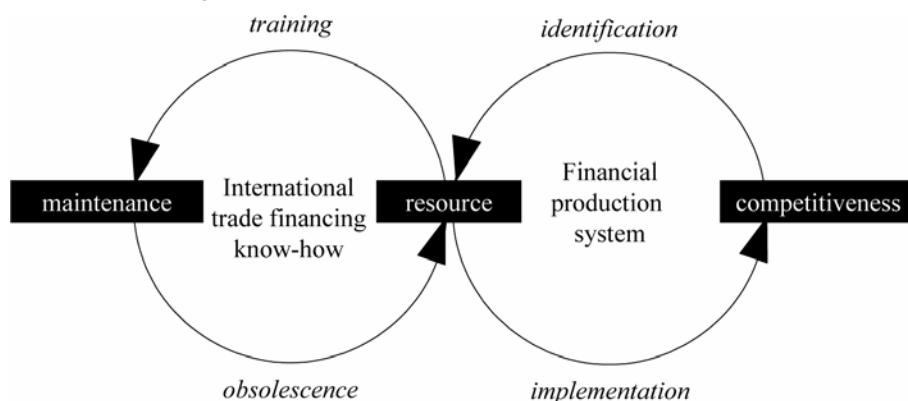 training
identification
maintenance
International
trade financing
know-how
resource
Financial
production
system
competitiveness
obsolescence
implementation